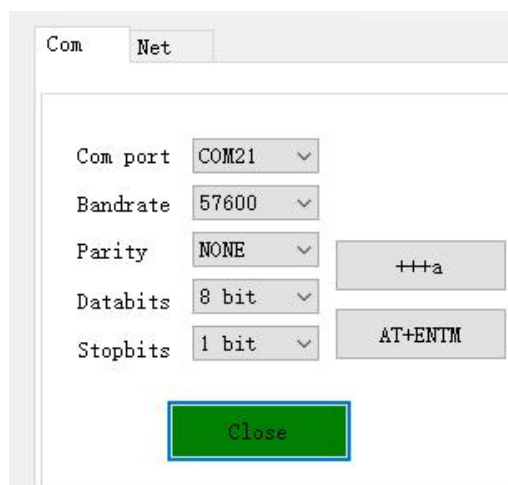 Com Net
Com port COM21
Bandrate 57600
Parity NONE
+++a
Databits 8 bit
AT+ENTM
Stopbits 1 bit
Close